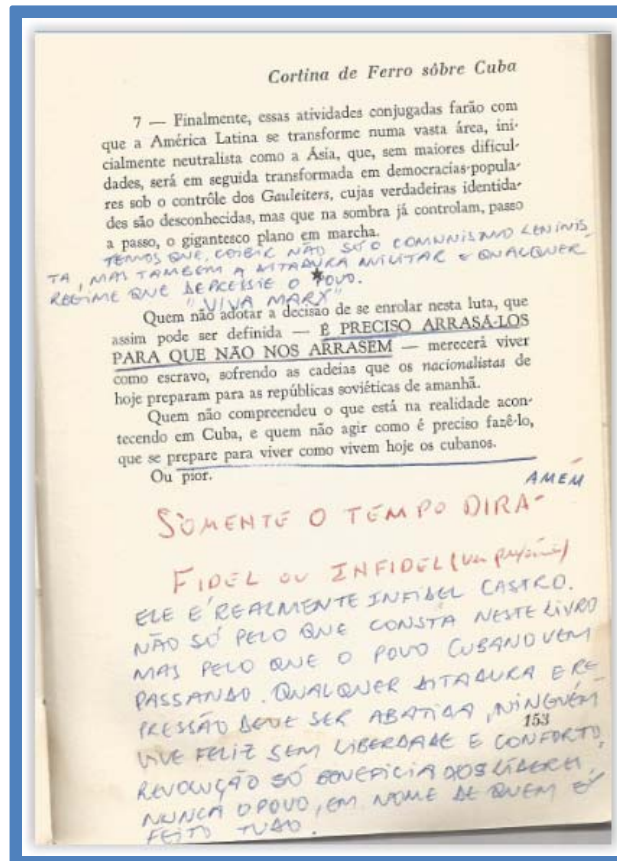 Cortina de Ferro sôbre Cuba
7 — Finalmente, essas atividades conjugadas farão com
que a América Latina se transforme numa vasta área, ini-
cialmente neutralista como a Ásia, que, sem maiores dificul-
dades, será em seguida transformada em democracias-popula-
res sob o contrôle dos Gauleiters, cujas verdadeiras identida-
des são desconhecidas, mas que na sombra já controlam, passo
a passo, o gigantesco plano em marcha.
TEMOS QUE, COIBIR NÃO SÓ O COMUNISMO LENINIS
TA, MAS TAMBÉM A DITADURA MILITAR E QUALQUER
REGIME QUE DEPRESSIE O POVO.
"VIVA MARX"
Quem não adotar a decisão de se enrolar nesta luta, que
assim pode ser definida — É PRECISO ARRASÁ-LOS
PARA QUE NÃO NOS ARRASEM — merecerá viver
como escravo, sofrendo as cadeias que os nacionalistas de
hoje preparam para as repúblicas soviéticas de amanhã.
Quem não compreendeu o que está na realidade acon-
tecendo em Cuba, e quem não agir como é preciso fazê-lo,
que se prepare para viver como vivem hoje os cubanos.
Ou pior.
AMÉM
SOMENTE O TEMPO DIRA-
FIDEL OU INFIDEL (
ELE E' REALMENTE INFIDEL CASTRO.
NÃO SÓ PELO QUE CONSTA NESTE LIVRO
MAS PELO QUE O POVO CUBANO VEM
PASSANDO. QUALQUER DITADURA E RE
PRESSÃO DEVE SER ABATIDA, NINGUÉM
153
VIVE FELIZ SEM LIBERDADE E CONFORTO,
REVOLUÇÃO SÓ BENEFICIA AOS LÍDERES,
NUNCA O POVO, EM NOME DE QUEM É
FEITO TUDO.